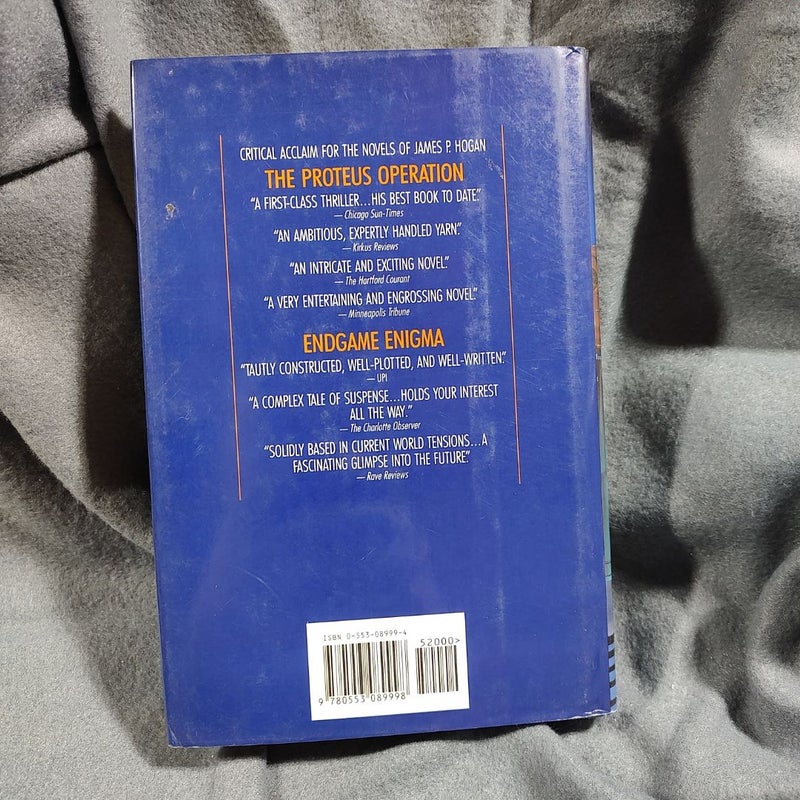 CRITICAL ACCLAIM FOR THE NOVELS OF JAMES P. HOGAN
THE PROTEUS OPERATION
“A FIRST-CLASS THRILLER...HIS BEST BOOK TO DATE.”
— Chicago Sun-Times
“AN AMBITIOUS, EXPERTLY HANDLED YARN.”
— Kirkus Reviews
“AN INTRICATE AND EXCITING NOVEL.”
— The Hartford Courant
“A VERY ENTERTAINING AND ENGROSSING NOVEL.”
— Minneapolis Tribune
ENDGAME ENIGMA
“TAUTLY CONSTRUCTED, WELL-PLOTTED, AND WELL-WRITTEN.”
— UPI
“A COMPLEX TALE OF SUSPENSE...HOLDS YOUR INTEREST
ALL THE WAY.”
— The Charlotte Observer
“SOLIDLY BASED IN CURRENT WORLD TENSIONS...A
FASCINATING GLIMPSE INTO THE FUTURE.”
— Rave Reviews
ISBN 0-553-08999-4
52000>
9 780553 089998